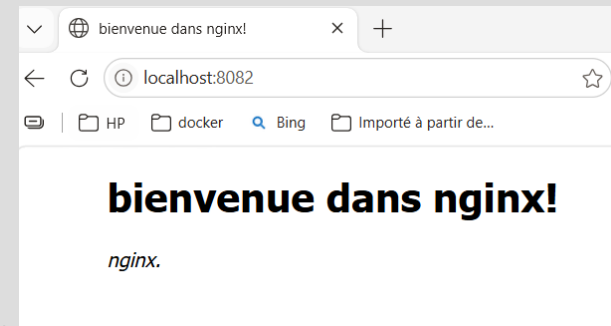 bienvenue dans nginx!
localhost:8082
HP docker Bing Importé à partir de...
bienvenue dans nginx!
nginx.